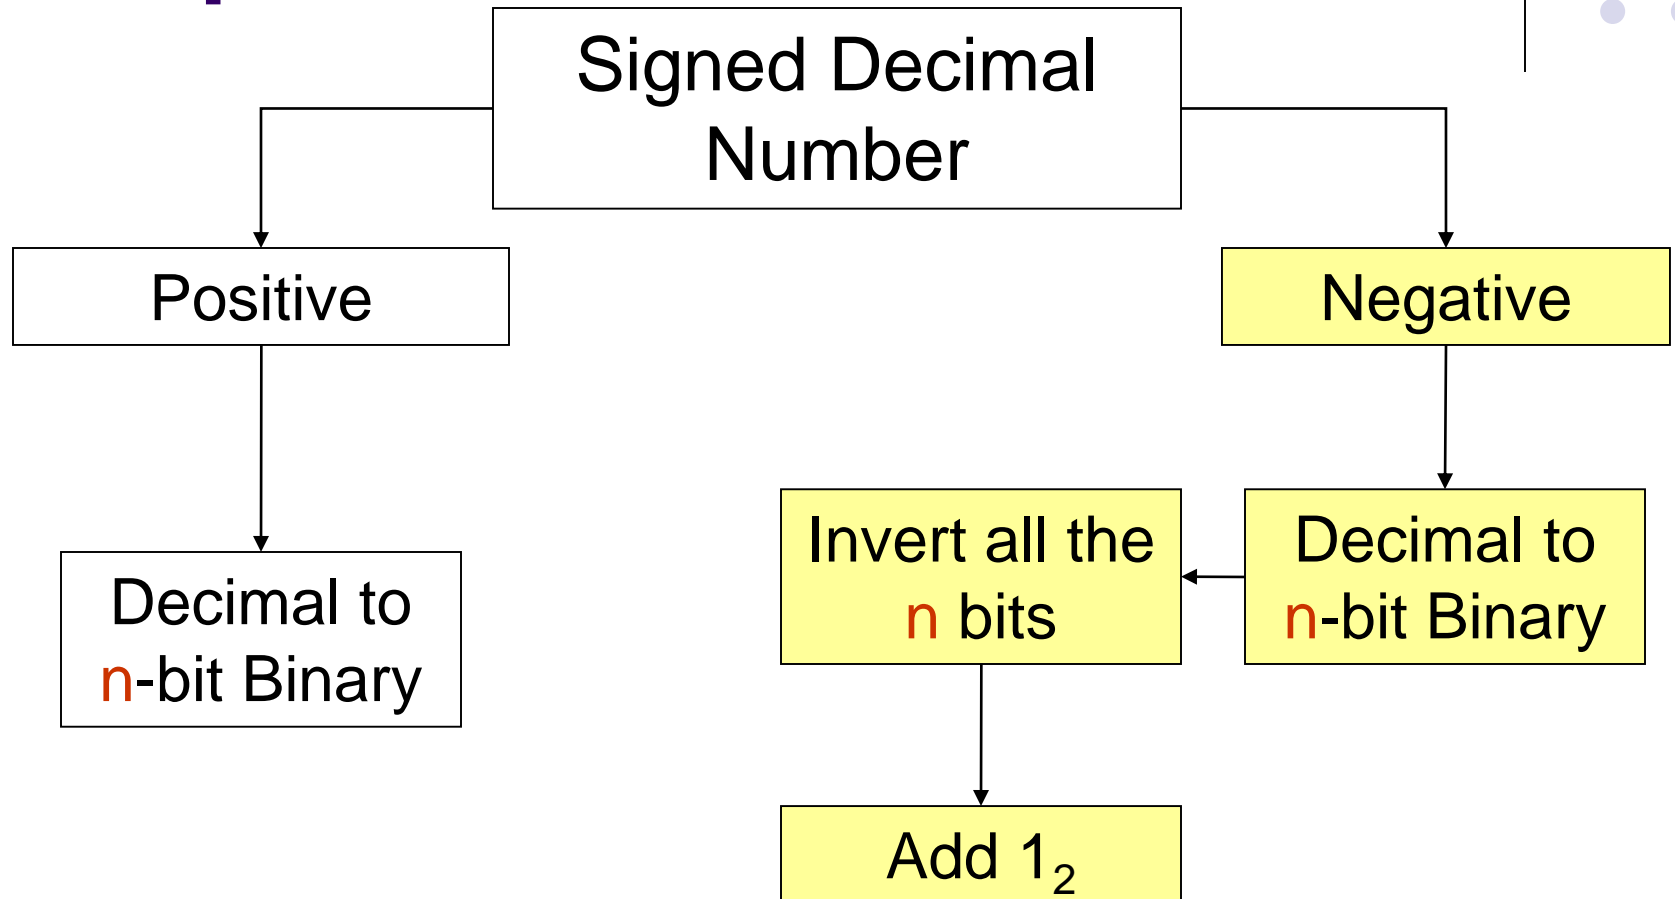 Signed Decimal
Number
Positive
Negative
Decimal to
n-bit Binary
Invert all the
n bits
Decimal to
n-bit Binary
Add 1₂